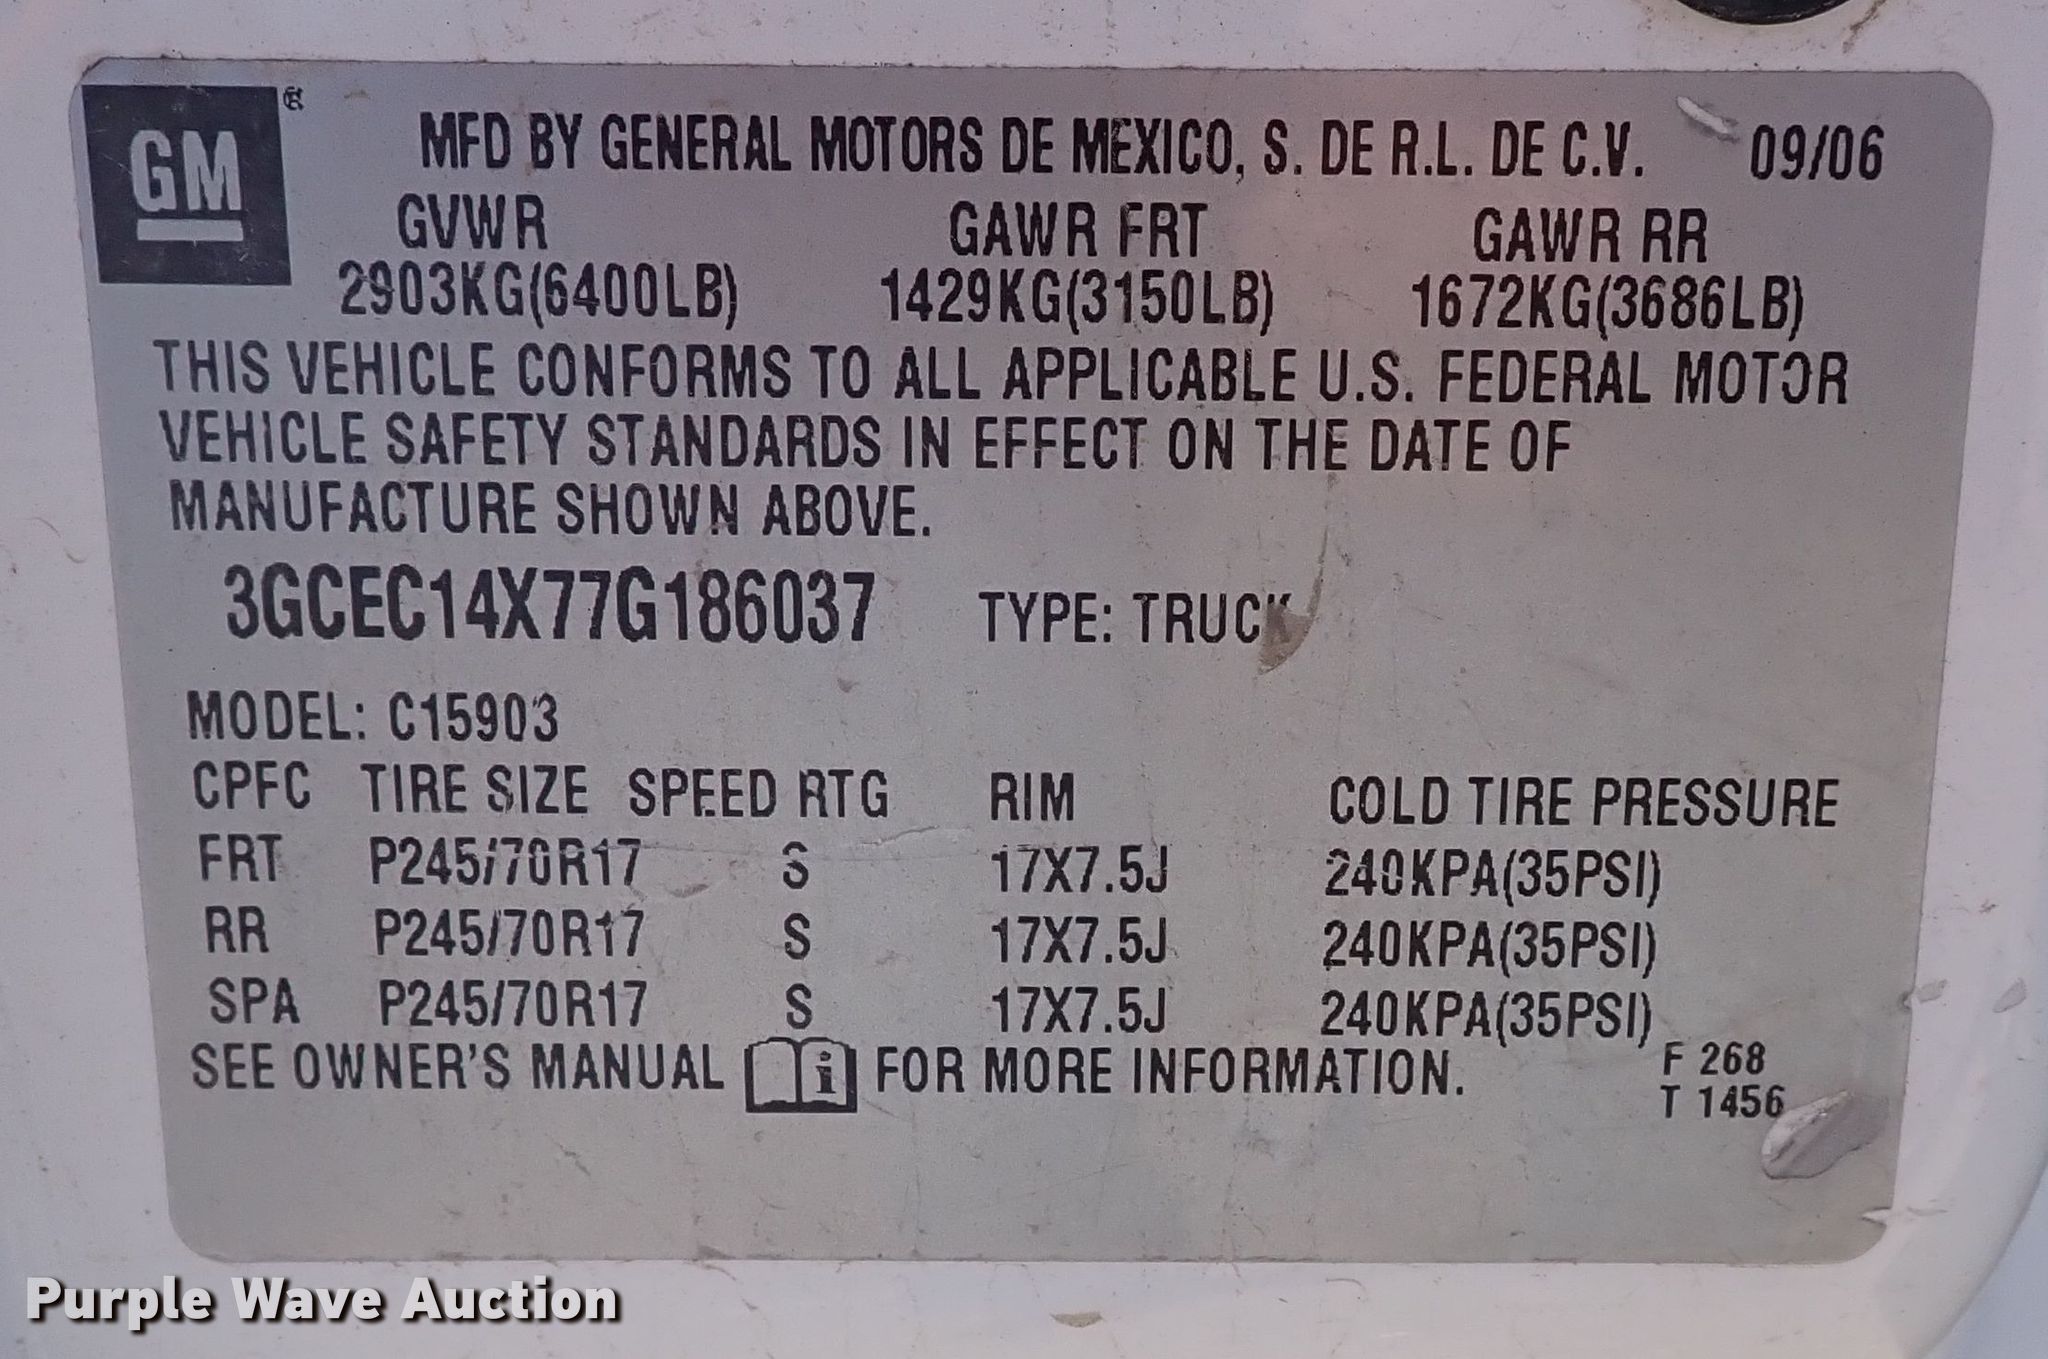 GM ®
MFD BY GENERAL MOTORS DE MEXICO, S. DE R.L. DE C.V. 09/06
GVWR GAWR FRT GAWR RR
2903KG(6400LB) 1429KG(3150LB) 1672KG(3686LB)
THIS VEHICLE CONFORMS TO ALL APPLICABLE U.S. FEDERAL MOTOR
VEHICLE SAFETY STANDARDS IN EFFECT ON THE DATE OF
MANUFACTURE SHOWN ABOVE.
3GCEC14X77G186037 TYPE: TRUCK
MODEL: C15903
CPFC TIRE SIZE SPEED RTG RIM COLD TIRE PRESSURE
FRT P245/70R17 S 17X7.5J 240KPA(35PSI)
RR P245/70R17 S 17X7.5J 240KPA(35PSI)
SPA P245/70R17 S 17X7.5J 240KPA(35PSI)
SEE OWNER'S MANUAL i FOR MORE INFORMATION.
F 268
T 1456
Purple Wave Auction